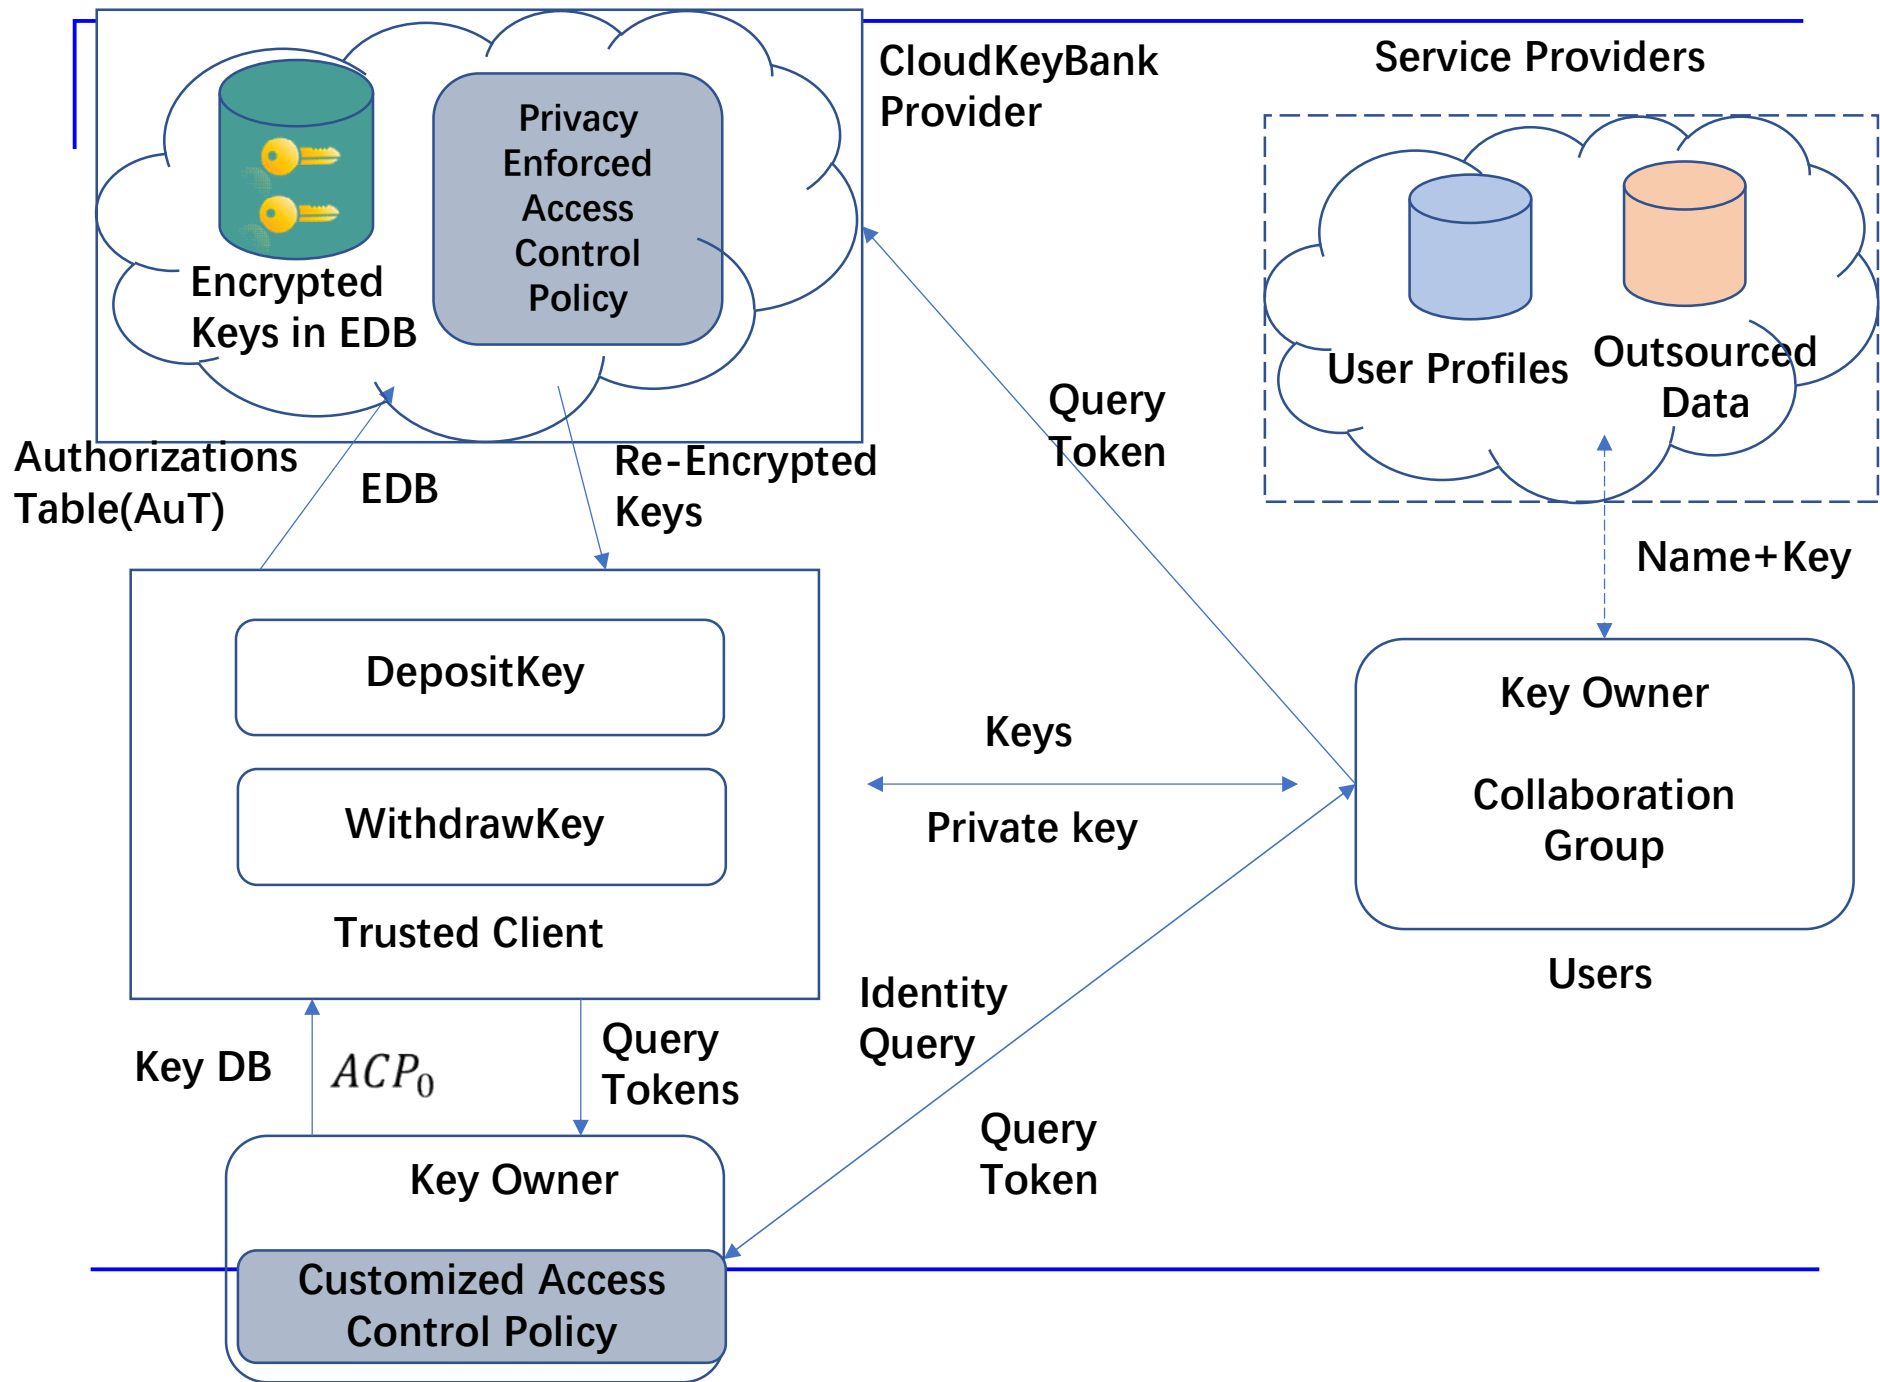 CloudKeyBank
Provider
Service Providers
Privacy
Enforced
Access
Control
Policy
Encrypted
Keys in EDB
User Profiles
Outsourced
Data
Query
Token
Authorizations
Table(AuT)
EDB
Re-Encrypted
Keys
Name+Key
DepositKey
WithdrawKey
Trusted Client
Keys
Private key
Key Owner
Collaboration
Group
Users
Identity
Query
Key DB
ACP₀
Query
Tokens
Query
Token
Key Owner
Customized Access
Control Policy